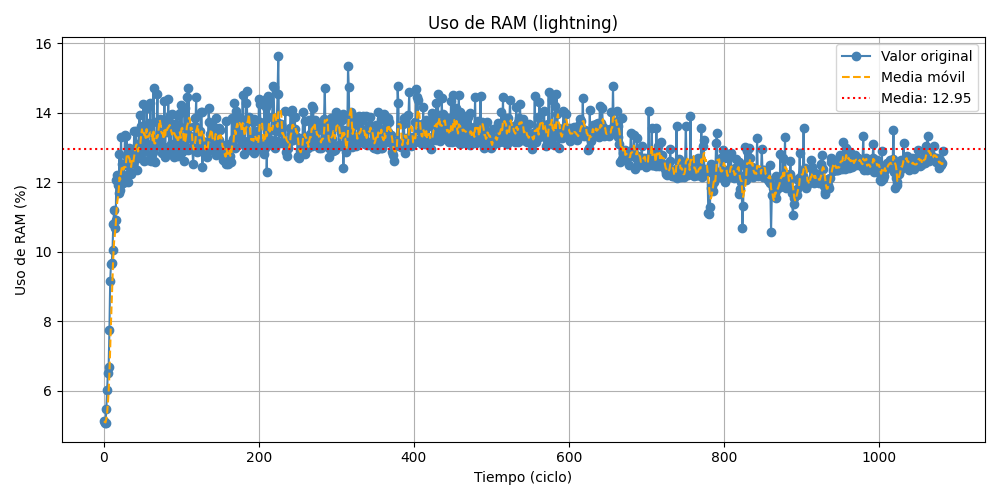 Uso de RAM (lightning)
Uso de RAM (%)
16
14
12
10
8
6
0
200
400
600
800
1000
Tiempo (ciclo)
Valor original
Media móvil
Media: 12.95